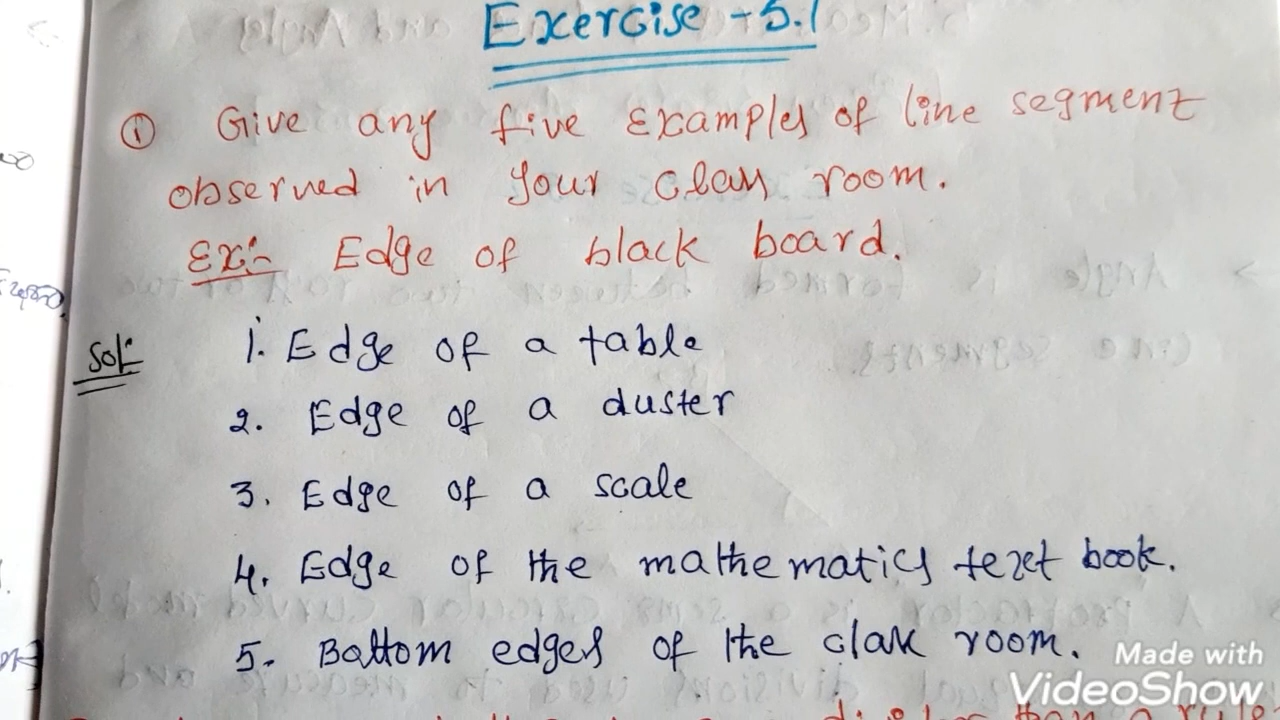 Exercise - 5.1
① Give any five Examples of line segment
observed in your class room.
Ex:- Edge of black board.
Sol:
1. Edge of a table
2. Edge of a duster
3. Edge of a scale
4. Edge of the mathematics text book.
5. Bottom edges of the class room.
Made with
VideoShow